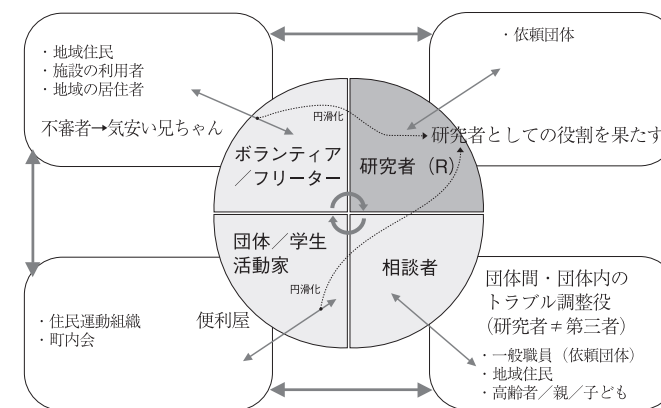 ・地域住民
・施設の利用者
・地域の居住者
不審者→気安い兄ちゃん
・依頼団体
円滑化
研究者としての役割を果たす
ボランティア
／フリーター
研究者（R）
団体／学生
活動家
相談者
円滑化
・住民運動組織
・町内会
便利屋
団体間・団体内の
トラブル調整役
（研究者≠第三者）
・一般職員（依頼団体）
・地域住民
・高齢者／親／子ども